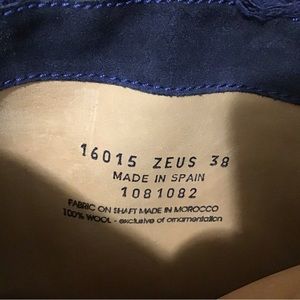 16015 ZEUS 38
MADE IN SPAIN
1081082
FABRIC ON SHAFT MADE IN MOROCCO
100% WOOL - exclusive of ornamentation